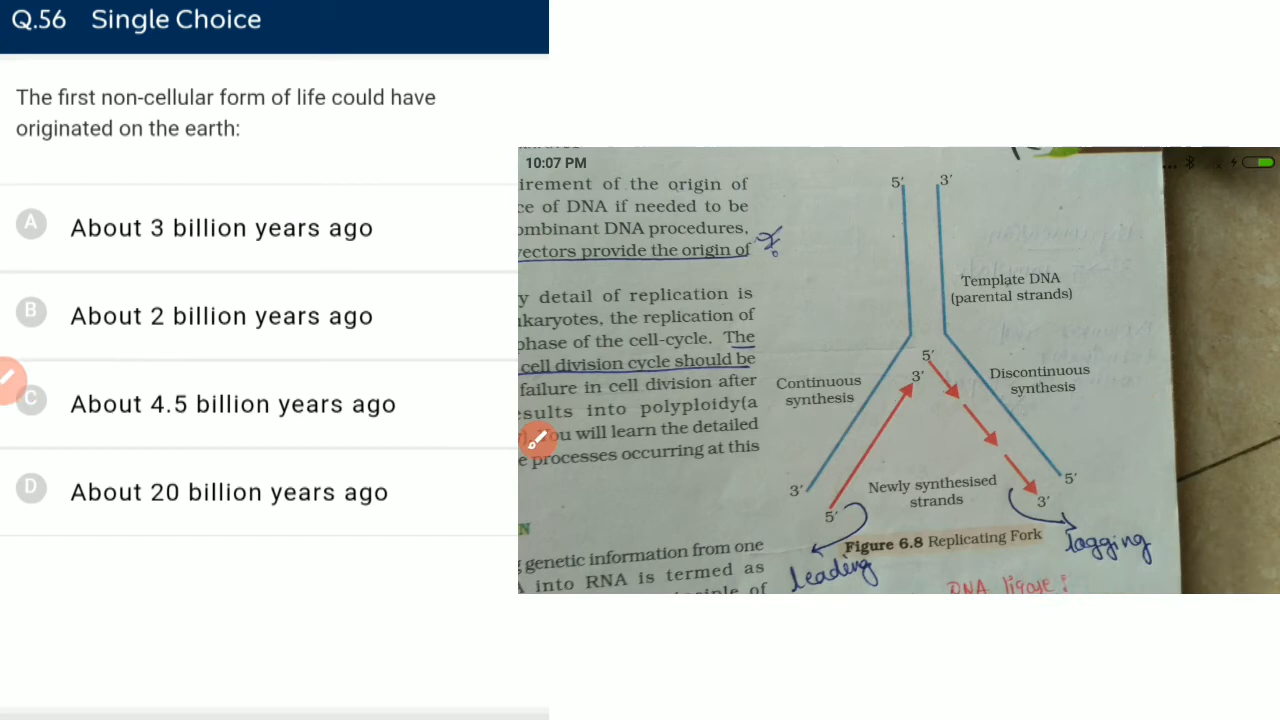 Q.56 Single Choice
The first non-cellular form of life could have
originated on the earth:
A About 3 billion years ago
B About 2 billion years ago
C About 4.5 billion years ago
D About 20 billion years ago
10:07 PM
irement of the origin of
ce of DNA if needed to be
ombinant DNA procedures,
vectors provide the origin of
y detail of replication is
ukaryotes, the replication of
phase of the cell-cycle. The
cell division cycle should be
failure in cell division after
esults into polyploidy(a
You will learn the detailed
e processes occurring at this
N
g genetic information from one
A into RNA is termed as
of
5′ 3′
Template DNA
(parental strands)
5′
3′
Continuous
synthesis
Discontinuous
synthesis
3′
5′
Newly synthesised
strands
5′
3′
Figure 6.8 Replicating Fork
leading
lagging
DNA ligase: